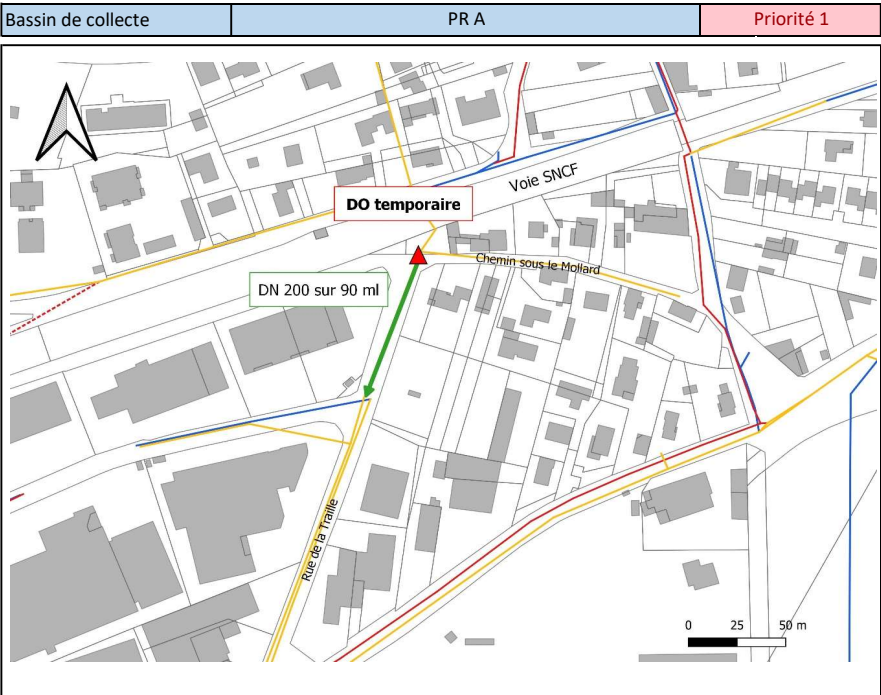 Bassin de collecte
PR A
Priorité 1
Voie SNCF
DO temporaire
Chemin sous le Mollard
DN 200 sur 90 ml
Rue de la Traille
0 25 50 m